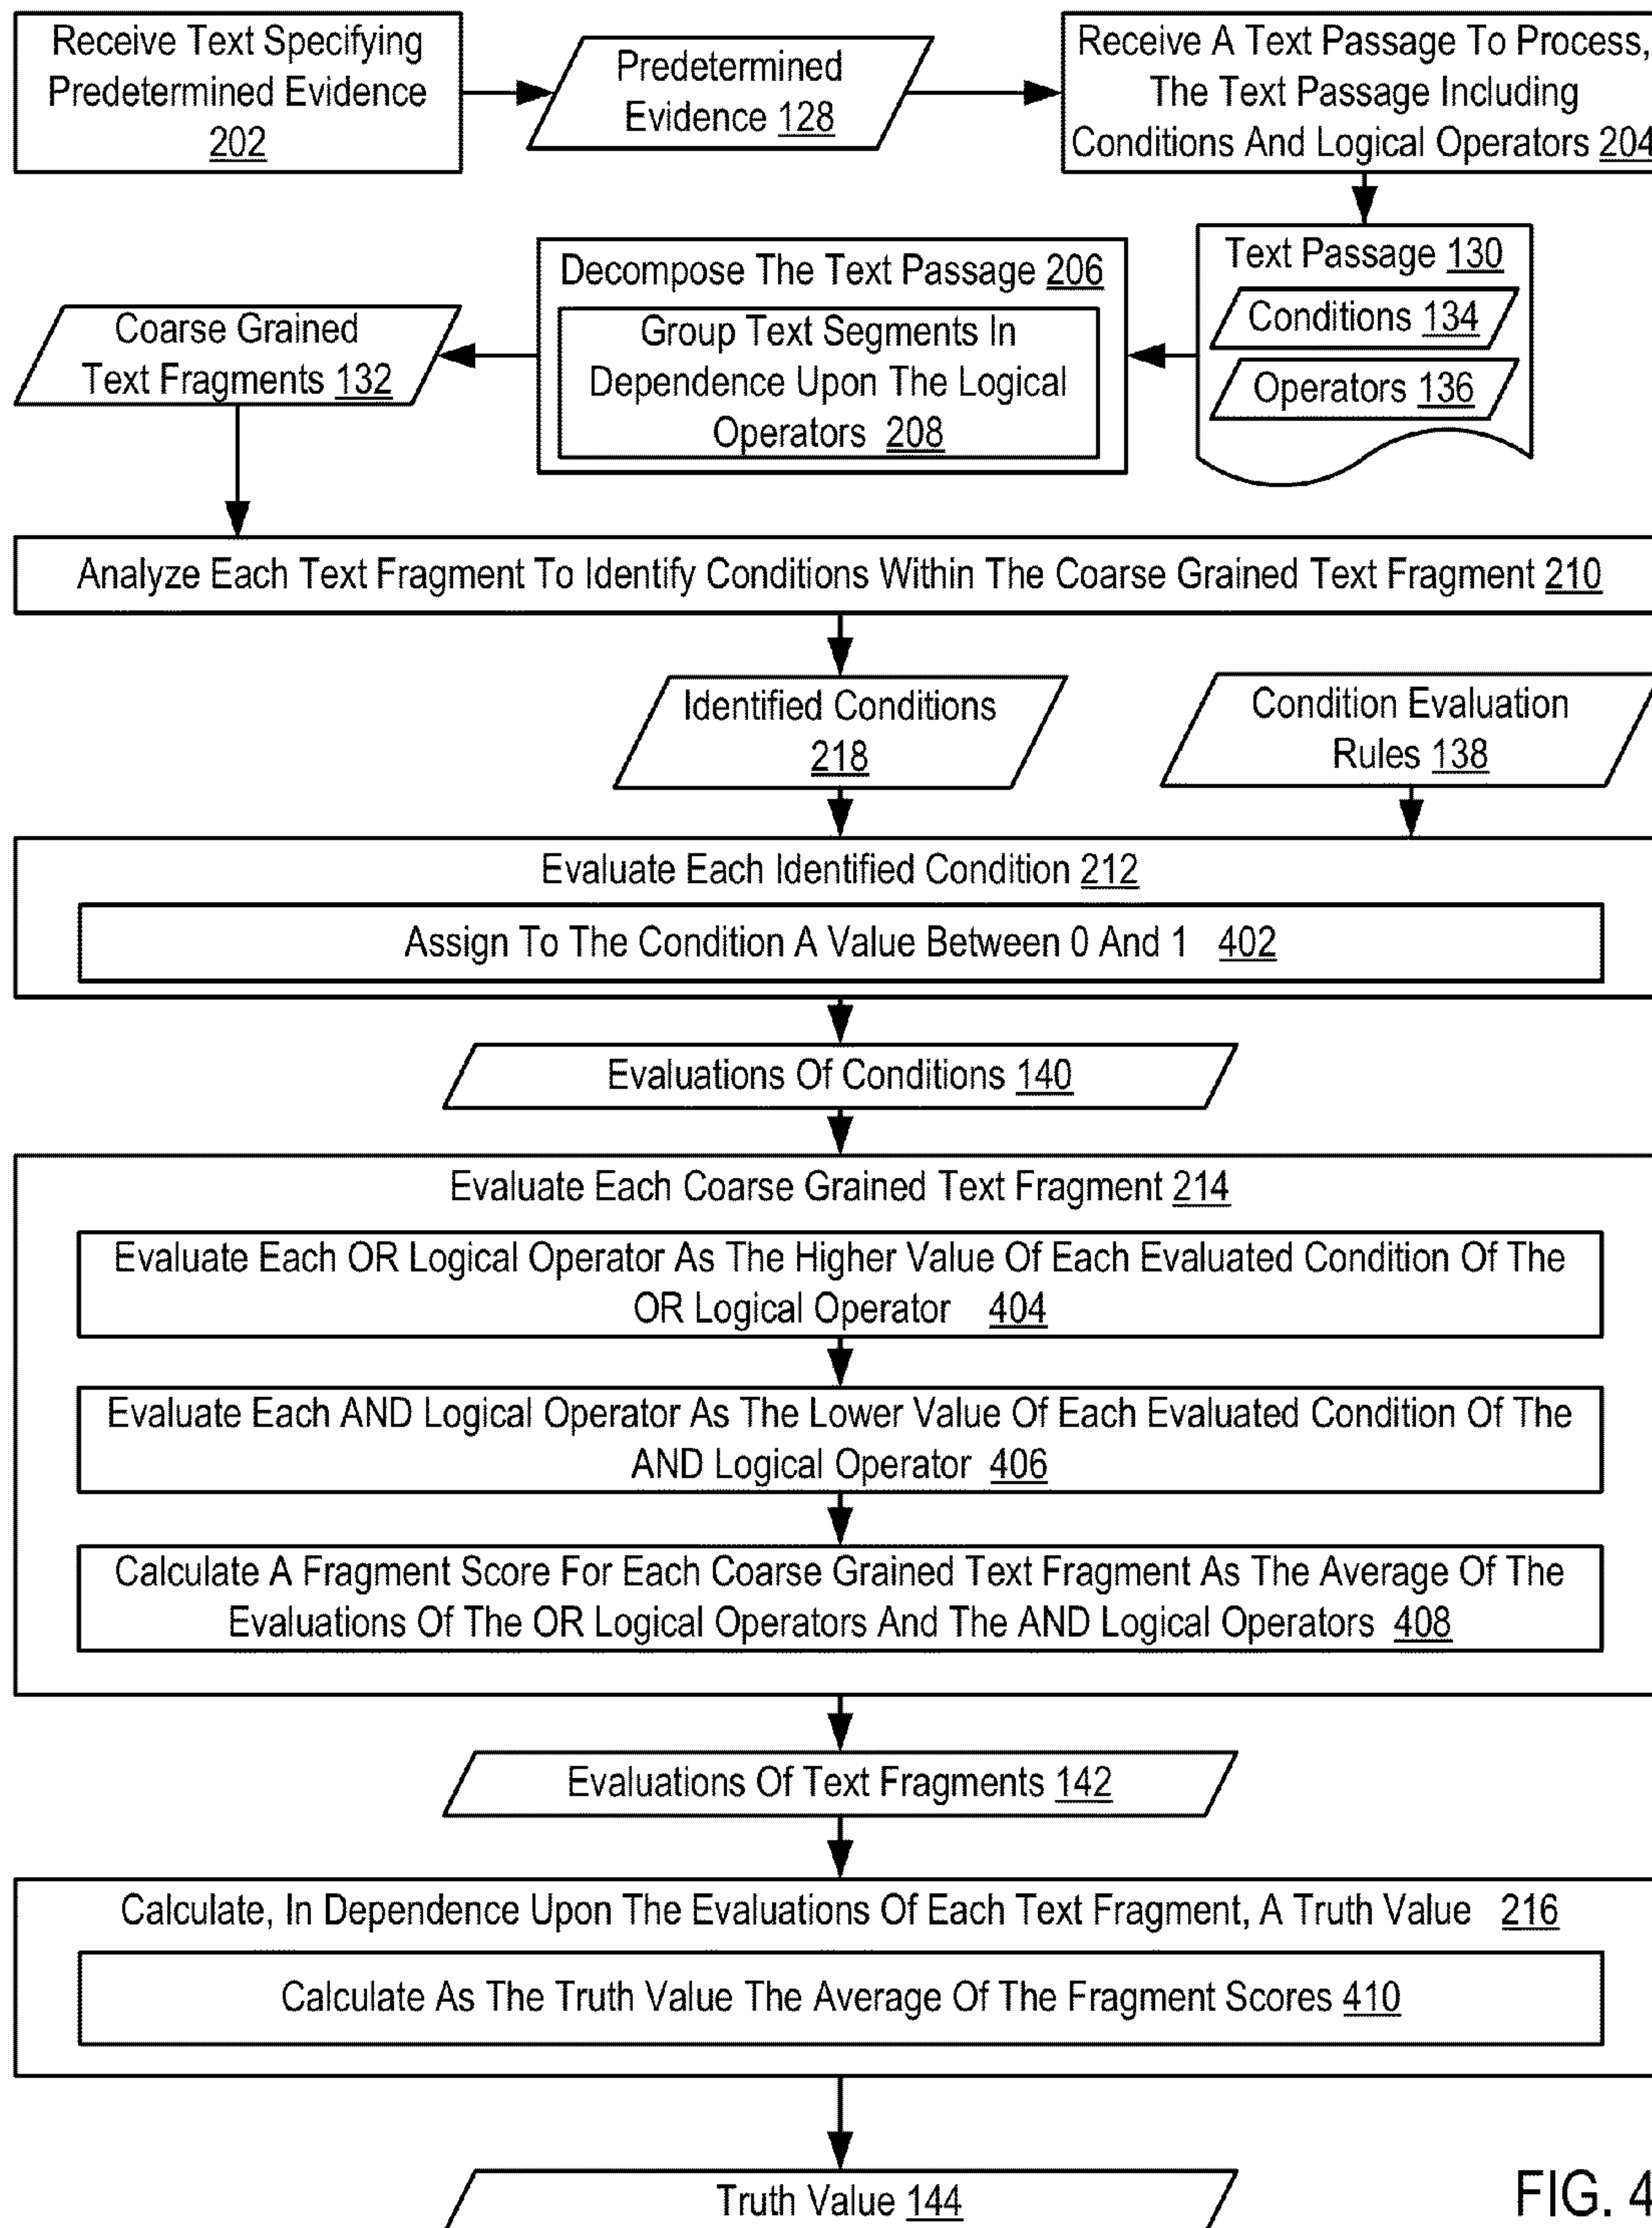 Receive Text Specifying
Predetermined Evidence
202
Predetermined
Evidence 128
Receive A Text Passage To Process,
The Text Passage Including
Conditions And Logical Operators 204
Text Passage 130
Conditions 134
Operators 136
Decompose The Text Passage 206
Group Text Segments In
Dependence Upon The Logical
Operators 208
Coarse Grained
Text Fragments 132
Analyze Each Text Fragment To Identify Conditions Within The Coarse Grained Text Fragment 210
Identified Conditions
218
Condition Evaluation
Rules 138
Evaluate Each Identified Condition 212
Assign To The Condition A Value Between 0 And 1 402
Evaluations Of Conditions 140
Evaluate Each Coarse Grained Text Fragment 214
Evaluate Each OR Logical Operator As The Higher Value Of Each Evaluated Condition Of The
OR Logical Operator 404
Evaluate Each AND Logical Operator As The Lower Value Of Each Evaluated Condition Of The
AND Logical Operator 406
Calculate A Fragment Score For Each Coarse Grained Text Fragment As The Average Of The
Evaluations Of The OR Logical Operators And The AND Logical Operators 408
Evaluations Of Text Fragments 142
Calculate, In Dependence Upon The Evaluations Of Each Text Fragment, A Truth Value 216
Calculate As The Truth Value The Average Of The Fragment Scores 410
Truth Value 144
FIG. 4